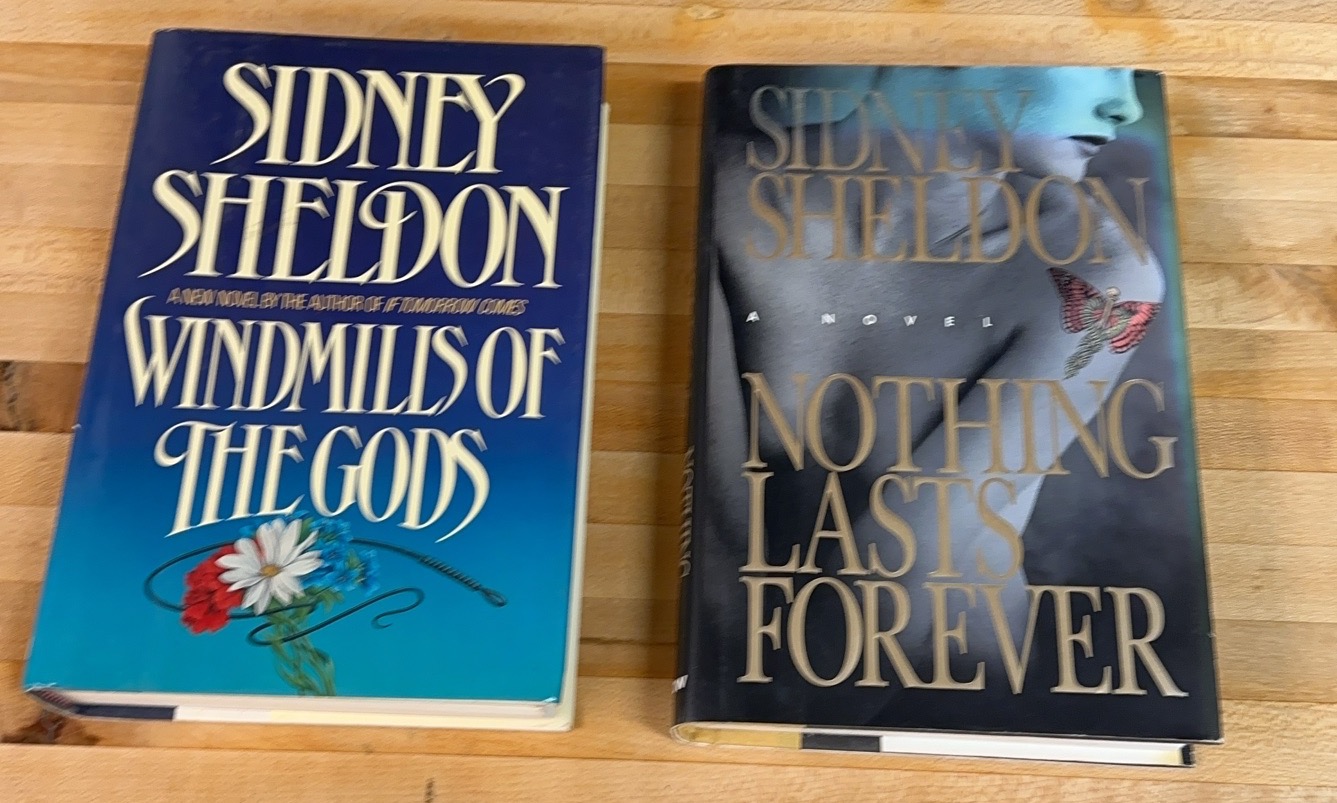 SIDNEY
SHELDON
A NEW NOVEL BY THE AUTHOR OF IF TOMORROW COMES
WINDMILLS OF
THE GODS
SIDNEY
SHELDON
A NOVEL
NOTHING
LASTS
FOREVER